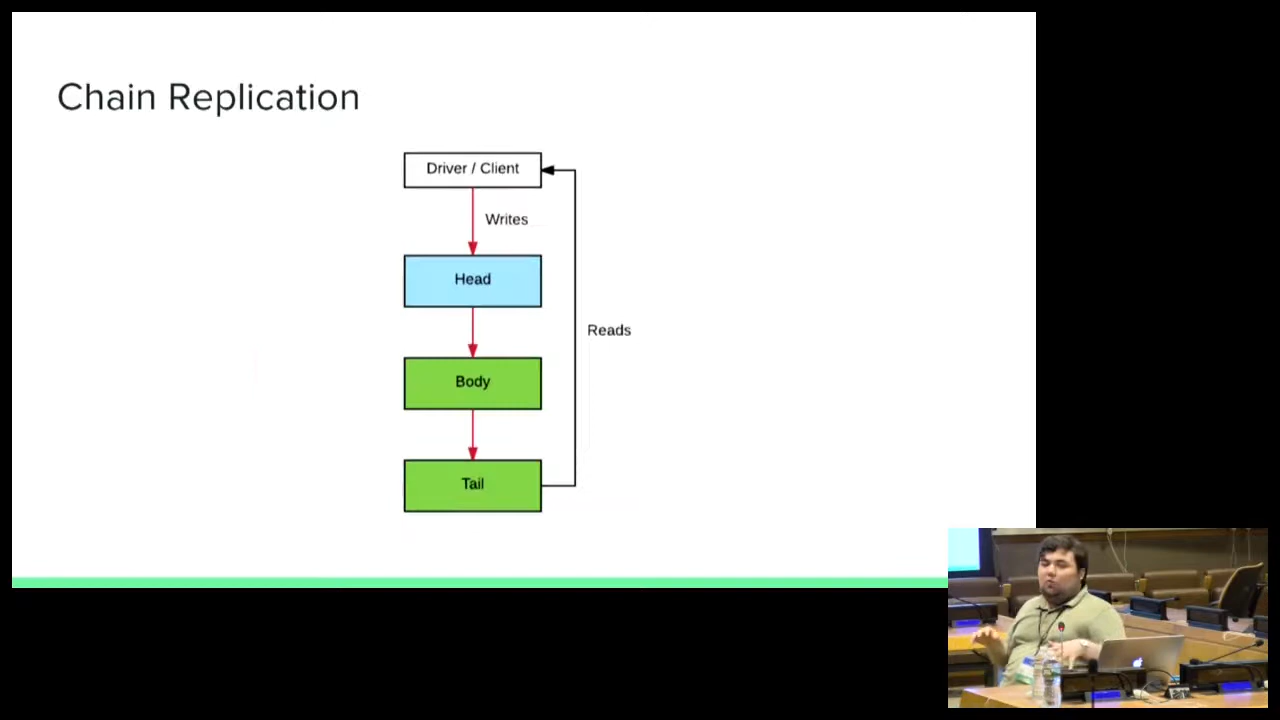 Chain Replication
Driver / Client
Writes
Head
Reads
Body
Tail